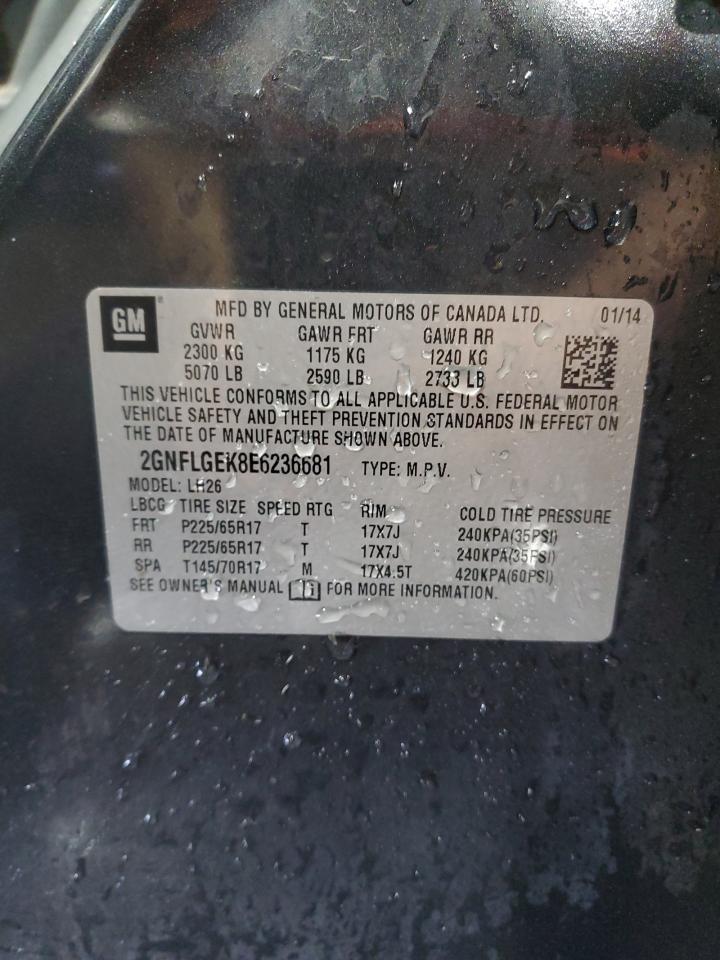 GM
MFD BY GENERAL MOTORS OF CANADA LTD. 01/14
GVWR GAWR FRT GAWR RR
2300 KG 1175 KG 1240 KG
5070 LB 2590 LB 2733 LB
THIS VEHICLE CONFORMS TO ALL APPLICABLE U.S. FEDERAL MOTOR
VEHICLE SAFETY AND THEFT PREVENTION STANDARDS IN EFFECT ON
THE DATE OF MANUFACTURE SHOWN ABOVE.
2GNFLGEK8E6236681 TYPE: M.P.V.
MODEL: LH26
LBCG TIRE SIZE SPEED RTG RIM COLD TIRE PRESSURE
FRT P225/65R17 T 17X7J 240KPA(35PSI)
RR P225/65R17 T 17X7J 240KPA(35PSI)
SPA T145/70R17 M 17X4.5T 420KPA(60PSI)
SEE OWNER'S MANUAL FOR MORE INFORMATION.